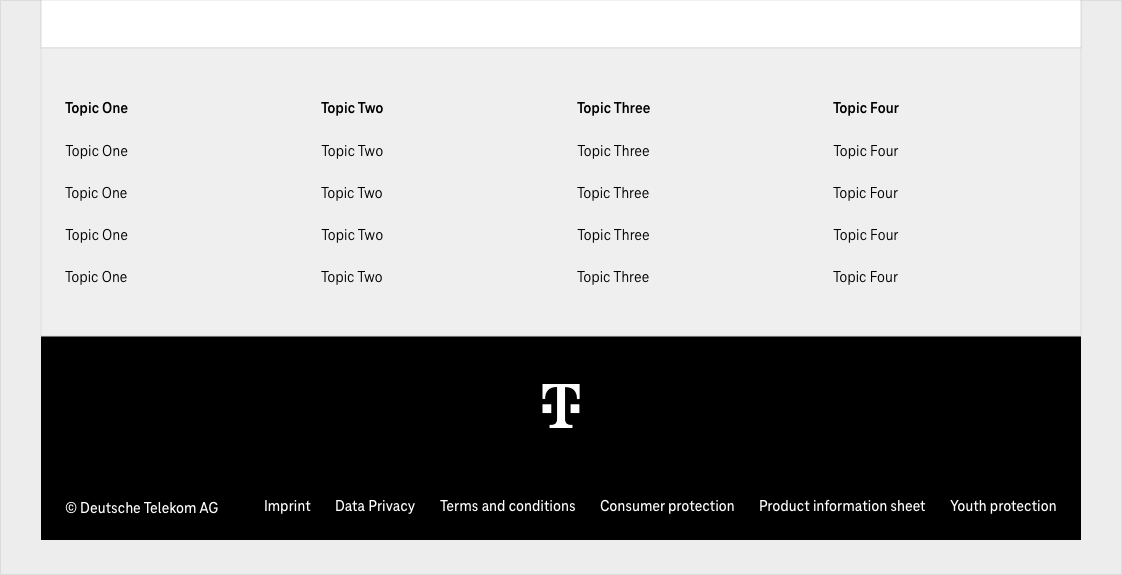 Topic One Topic Two Topic Three Topic Four
Topic One Topic Two Topic Three Topic Four
Topic One Topic Two Topic Three Topic Four
Topic One Topic Two Topic Three Topic Four
Topic One Topic Two Topic Three Topic Four
T
© Deutsche Telekom AG Imprint Data Privacy Terms and conditions Consumer protection Product information sheet Youth protection